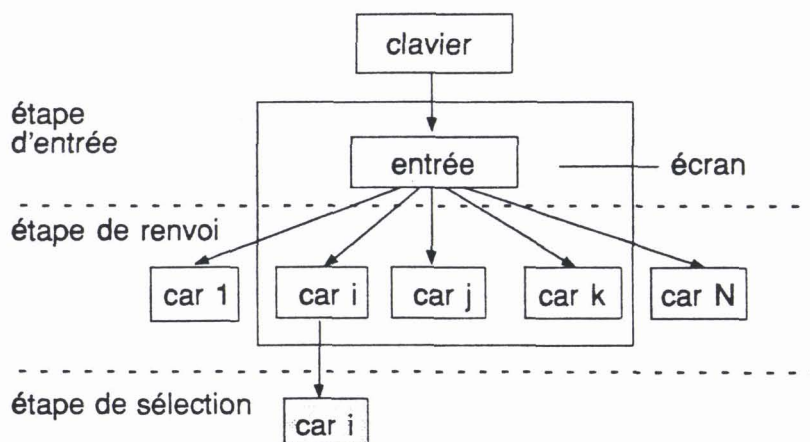 clavier
étape
d'entrée
entrée
écran
étape de renvoi
car 1
car i
car j
car k
car N
étape de sélection
car i